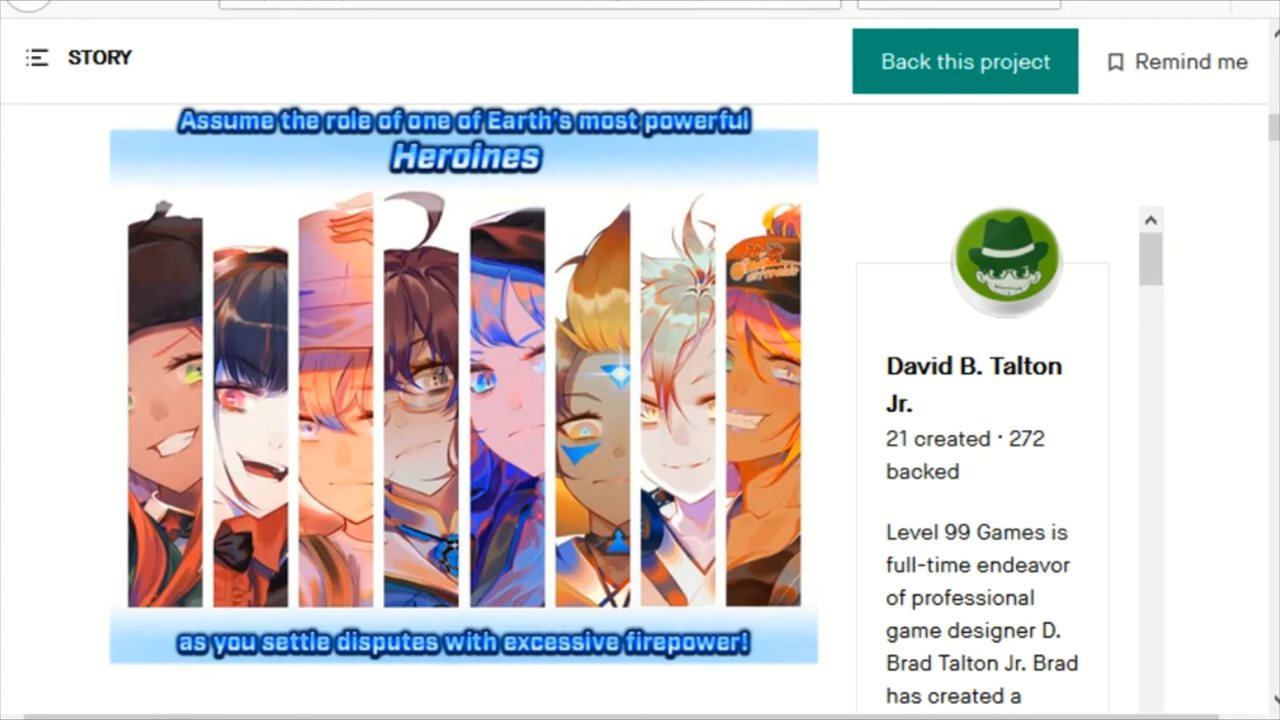 STORY
Back this project
Remind me
Assume the role of one of Earth's most powerful
Heroines
as you settle disputes with excessive firepower!
David B. Talton
Jr.
21 created · 272
backed
Level 99 Games is
full-time endeavor
of professional
game designer D.
Brad Talton Jr. Brad
has created a